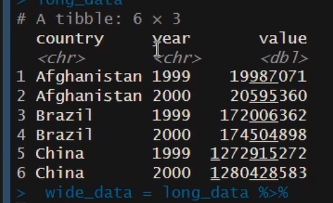 > long_data
# A tibble: 6 × 3
country year value
<chr> <chr> <dbl>
1 Afghanistan 1999 19987071
2 Afghanistan 2000 20595360
3 Brazil 1999 172006362
4 Brazil 2000 174504898
5 China 1999 1272915272
6 China 2000 1280428583
> wide_data = long_data %>%